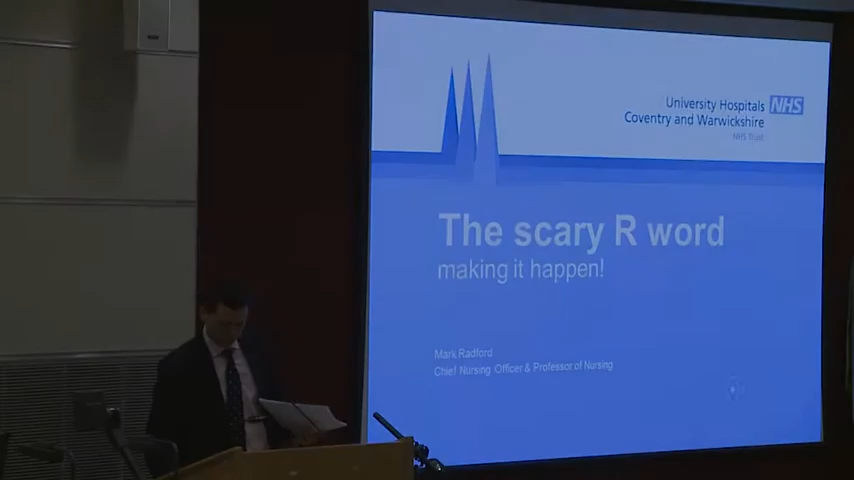 University Hospitals NHS
Coventry and Warwickshire
NHS Trust
The scary R word
making it happen!
Mark Radford
Chief Nursing Officer & Professor of Nursing